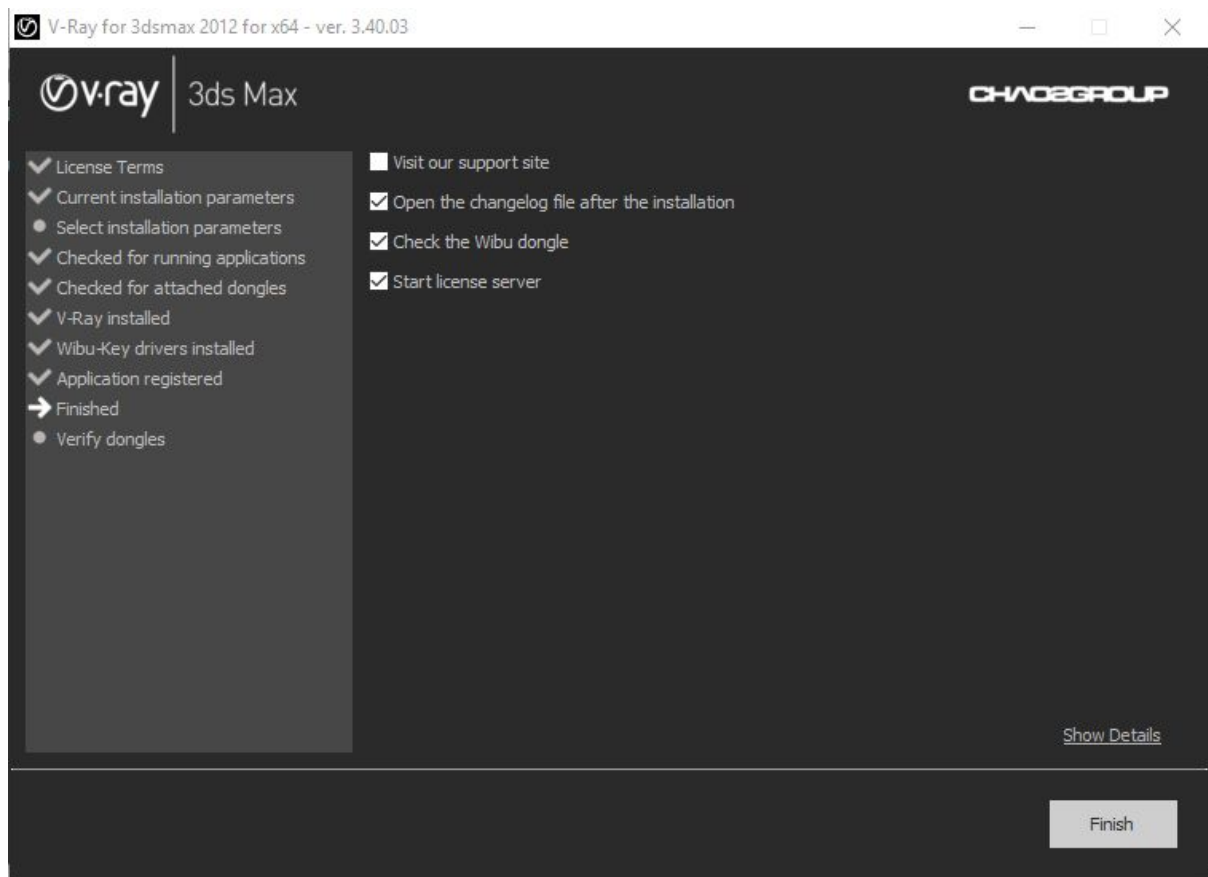 V-Ray for 3dsmax 2012 for x64 - ver. 3.40.03
v·ray 3ds Max
CHAOSGROUP
License Terms
Current installation parameters
Select installation parameters
Checked for running applications
Checked for attached dongles
V-Ray installed
Wibu-Key drivers installed
Application registered
Finished
Verify dongles
Visit our support site
Open the changelog file after the installation
Check the Wibu dongle
Start license server
Show Details
Finish